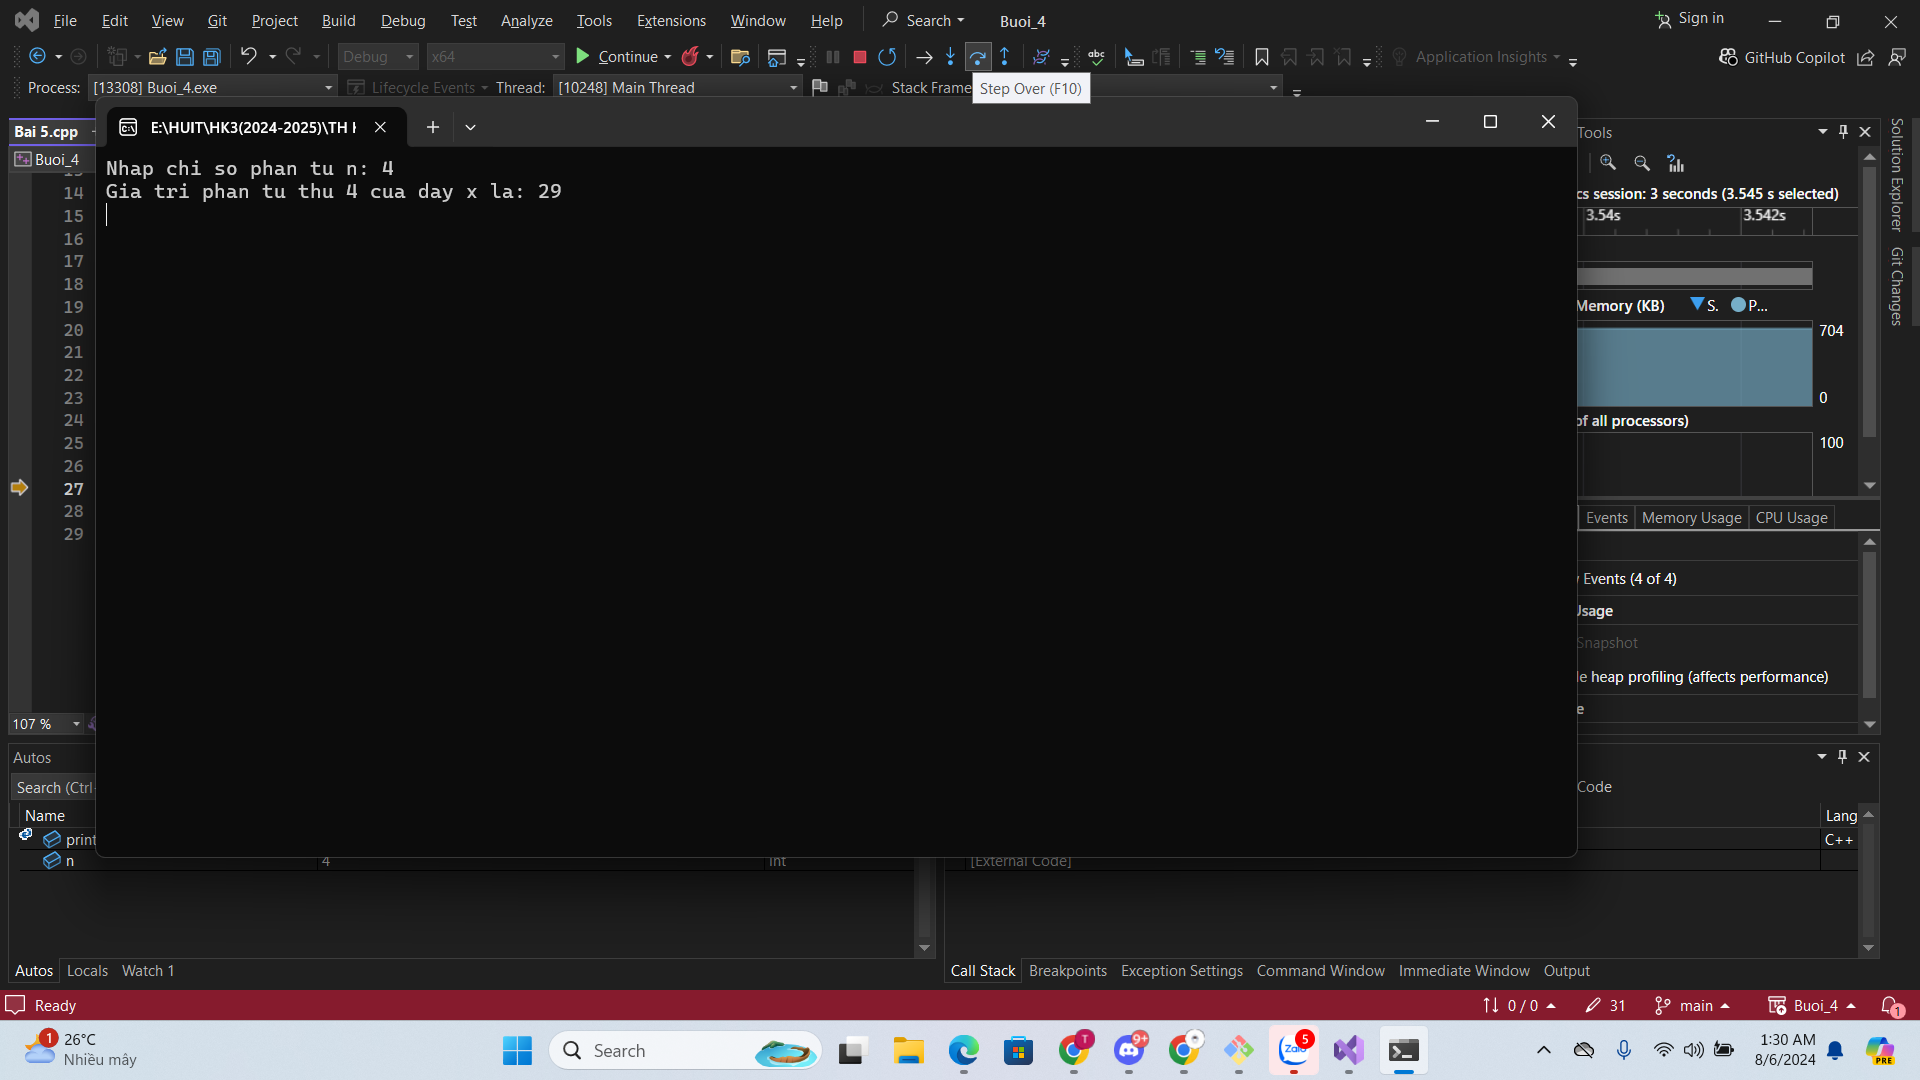 File Edit View Git Project Build Debug Test Analyze Tools Extensions Window Help Search Buoi_4 Sign in
Debug x64 Continue Application Insights GitHub Copilot
Process: [13308] Buoi_4.exe Lifecycle Events Thread: [10248] Main Thread Stack Frame
Step Over (F10)
Bai 5.cpp
E:\HUIT\HK3(2024-2025)\TH
Tools
Buoi_4
Nhap chi so phan tu n: 4
Gia tri phan tu thu 4 cua day x la: 29
14
15
16
17
18
19
20
21
22
23
24
25
26
27
28
29
cs session: 3 seconds (3.545 s selected)
3.54s 3.542s
Memory (KB) S. P...
704
0
of all processors)
100
Events Memory Usage CPU Usage
Events (4 of 4)
Usage
Snapshot
le heap profiling (affects performance)
Solution Explorer
Git Changes
107 %
Autos
Search (Ctrl
Code
Name
Lang
print
C++
n 4 int
[External Code]
Autos Locals Watch 1
Call Stack Breakpoints Exception Settings Command Window Immediate Window Output
Ready 0 / 0 31 main Buoi_4 1
1
26°C
Nhiều mây
Search
T
9+
Zalo
5
PRE
1:30 AM
8/6/2024